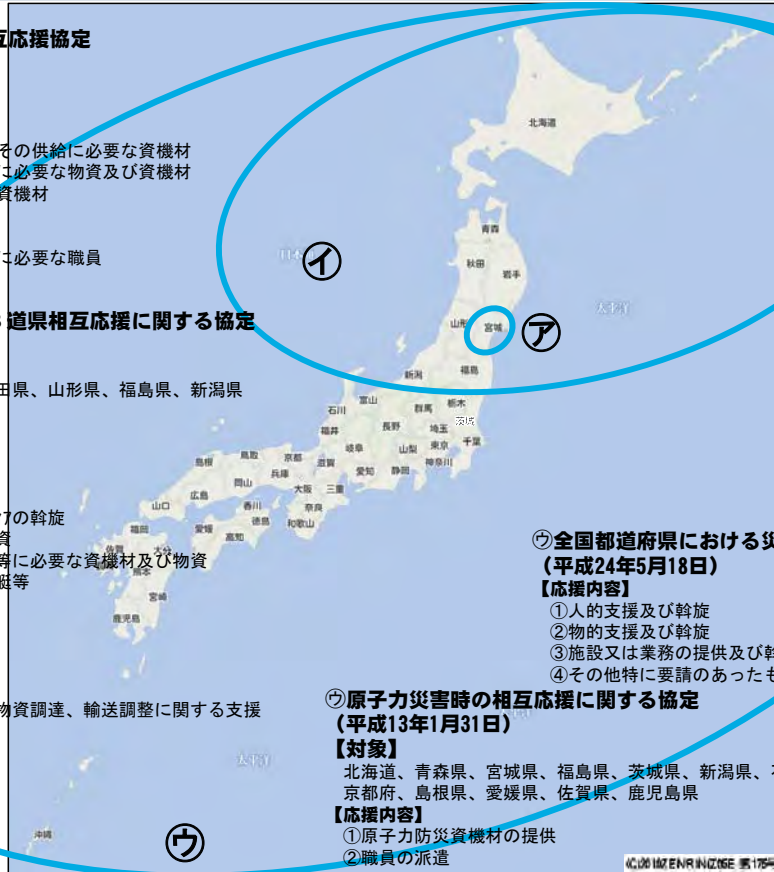 互応援協定
その供給に必要な資機材
に必要な物資及び資機材
資機材
に必要な職員
道県相互応援に関する協定
田県、山形県、福島県、新潟県
の斡旋
資
等に必要な資機材及び物資
艇等
物資調達、輸送調整に関する支援
北海道
青森
秋田
岩手
日本海
㋑
太平洋
山形
宮城
㋐
新潟
福島
富山
石川
群馬
栃木
茨城
福井
長野
埼玉
岐阜
山梨
東京
千葉
神奈川
島根
鳥取
京都
滋賀
愛知
静岡
兵庫
岡山
広島
大阪
三重
山口
香川
奈良
徳島
和歌山
福岡
愛媛
高知
佐賀
大分
熊本
宮崎
鹿児島
㋒全国都道府県における災
(平成24年5月18日)
【応援内容】
①人的支援及び斡旋
②物的支援及び斡旋
③施設又は業務の提供及び斡
④その他特に要請のあったも
㋒原子力災害時の相互応援に関する協定
(平成13年1月31日)
【対象】
北海道、青森県、宮城県、福島県、茨城県、新潟県、
京都府、島根県、愛媛県、佐賀県、鹿児島県
【応援内容】
①原子力防災資機材の提供
②職員の派遣
太平洋
沖縄
㋒